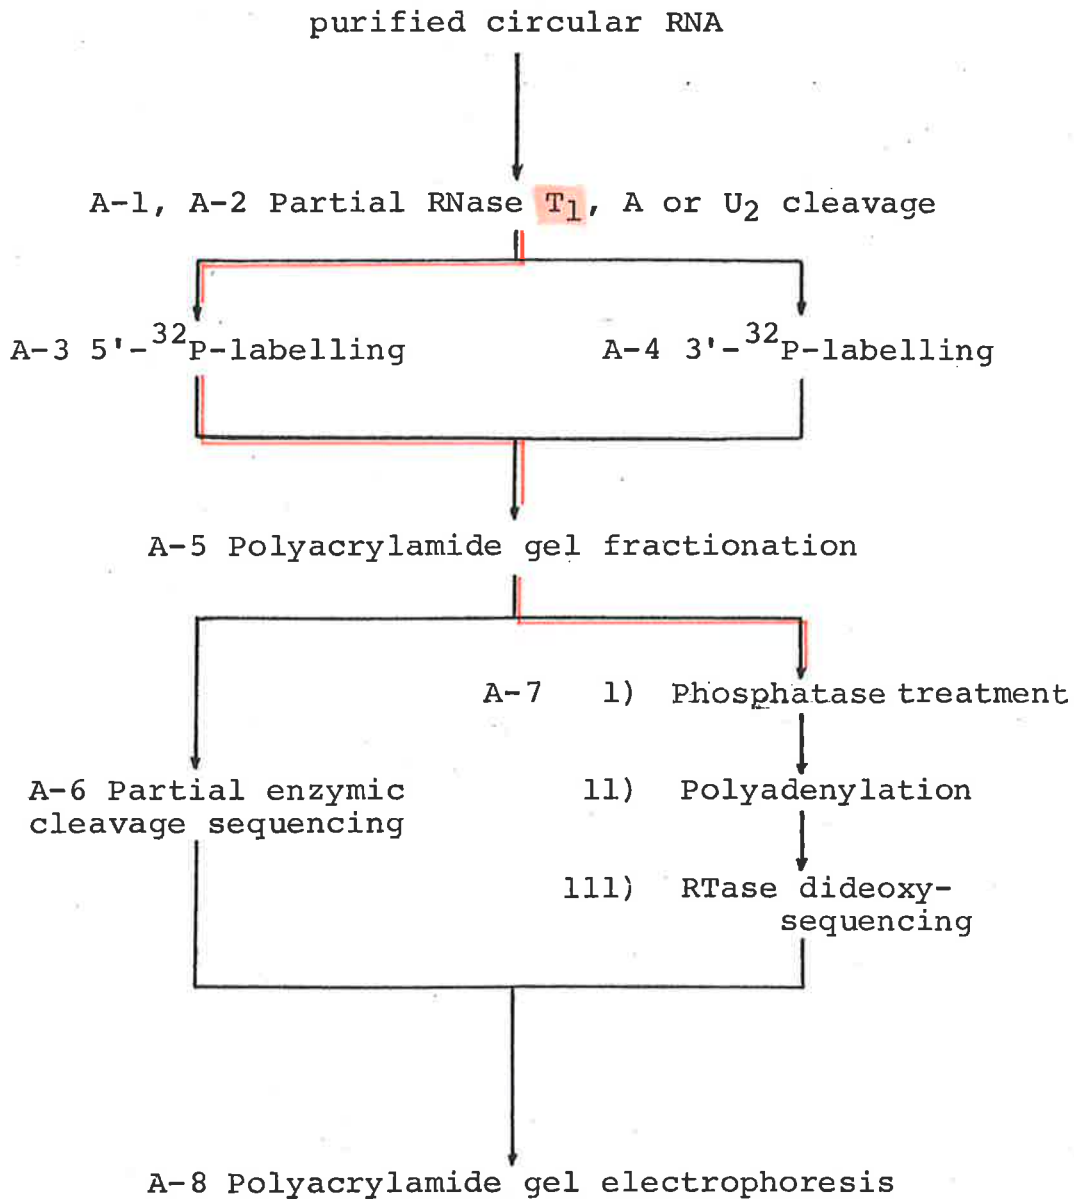 purified circular RNA
A-1, A-2 Partial RNase T1, A or U2 cleavage
A-3 5'-32P-labelling
A-4 3'-32P-labelling
A-5 Polyacrylamide gel fractionation
A-7 1) Phosphatase treatment
A-6 Partial enzymic
cleavage sequencing
11) Polyadenylation
111) RTase dideoxy-
sequencing
A-8 Polyacrylamide gel electrophoresis